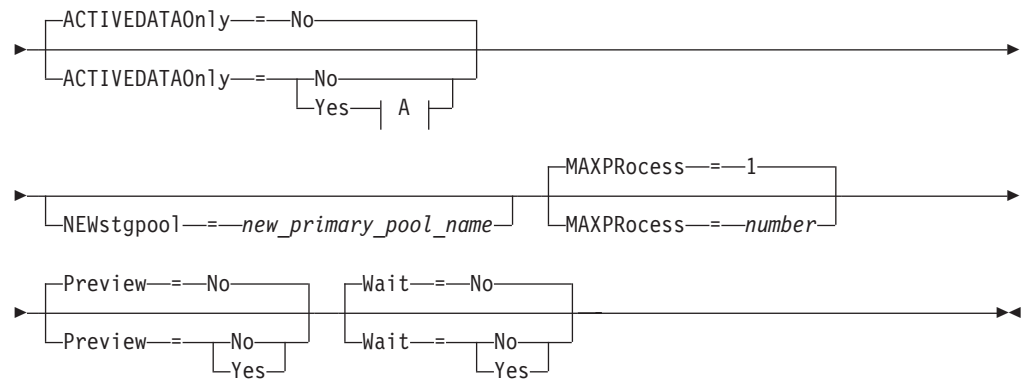 ACTIVEDATAOnly = No
ACTIVEDATAOnly = No
Yes A
NEWstgpool = new_primary_pool_name
MAXPRocess = 1
MAXPRocess = number
Preview = No
Preview = No
Yes
Wait = No
Wait = No
Yes